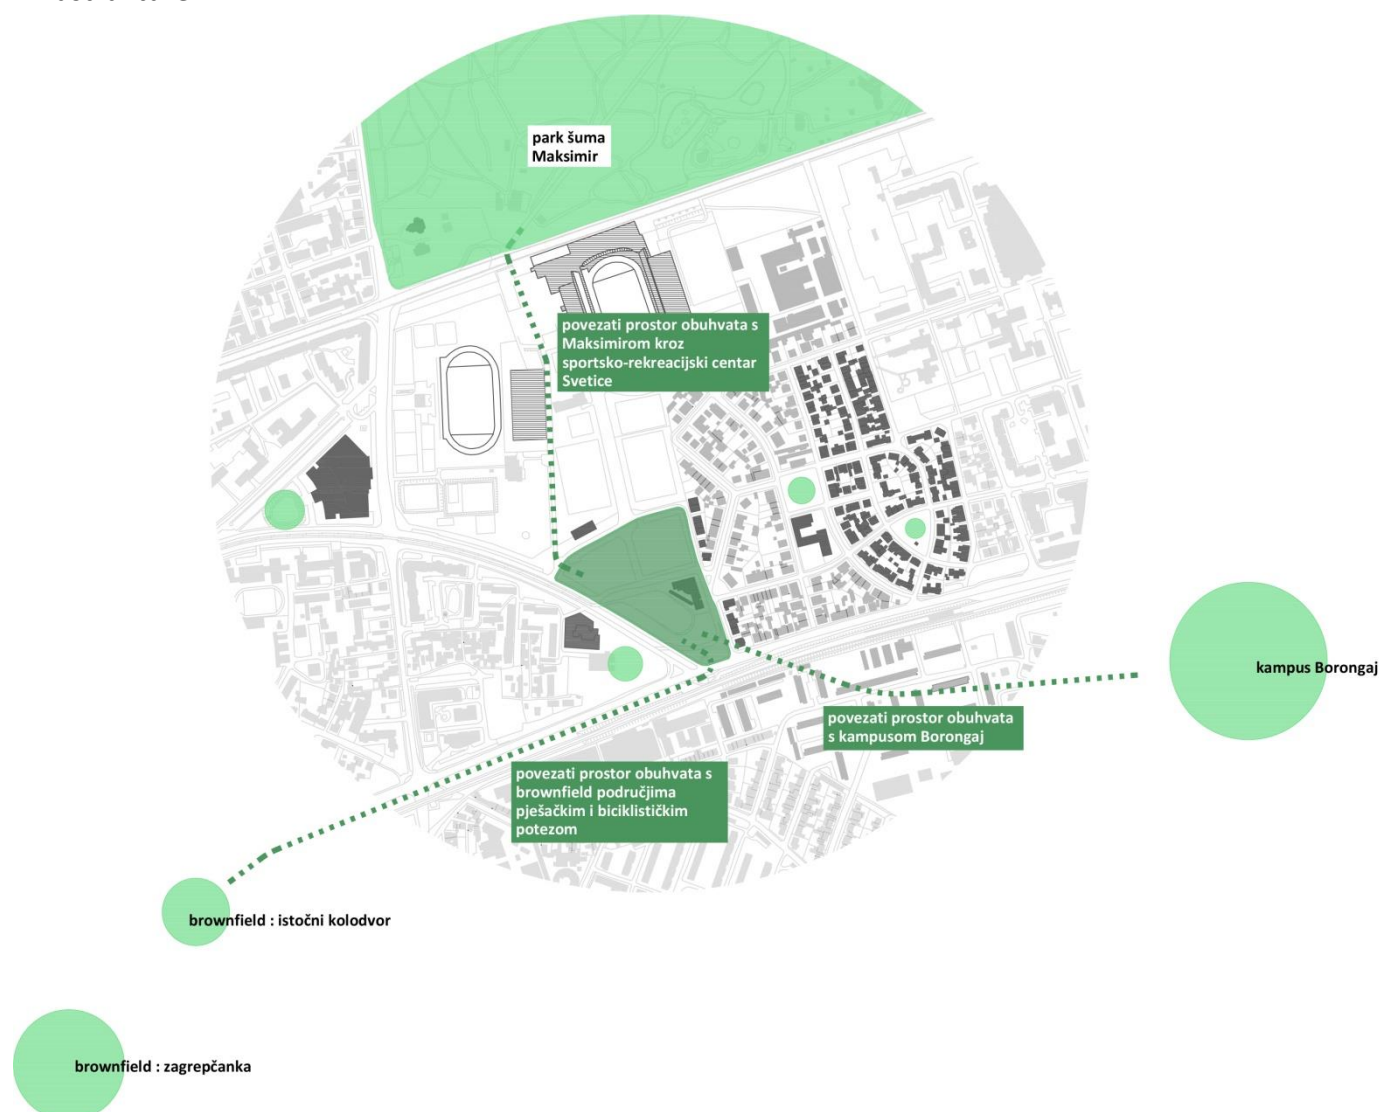 park šuma
Maksimir
povezati prostor obuhvata s
Maksimirom kroz
sportsko-rekreacijski centar
Svetice
kampus Borongaj
povezati prostor obuhvata
s kampusom Borongaj
povezati prostor obuhvata s
brownfield područjima
pješačkim i biciklističkim
potezom
brownfield : istočni kolodvor
brownfield : zagrepčanka